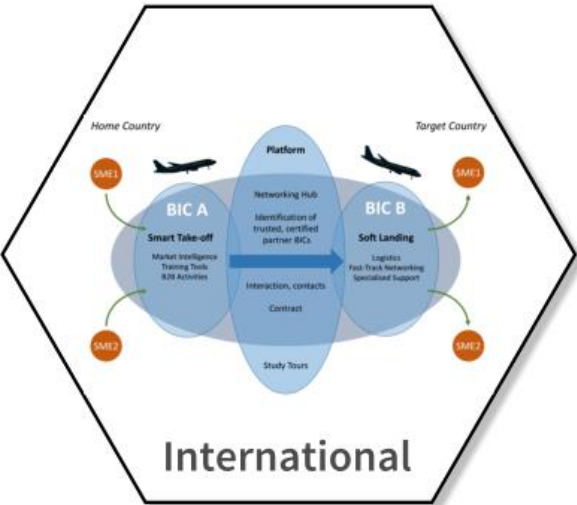 Home Country
Target Country
Platform
SME1
SME1
Networking Hub
BIC A
BIC B
Identification of
trusted, certified
partner BICs
Smart Take-off
Soft Landing
Market Intelligence
Training Tools
B2B Activities
Logistics
Fast-Track Networking
Specialised Support
Interaction, contacts
Contract
SME2
SME2
Study Tours
International